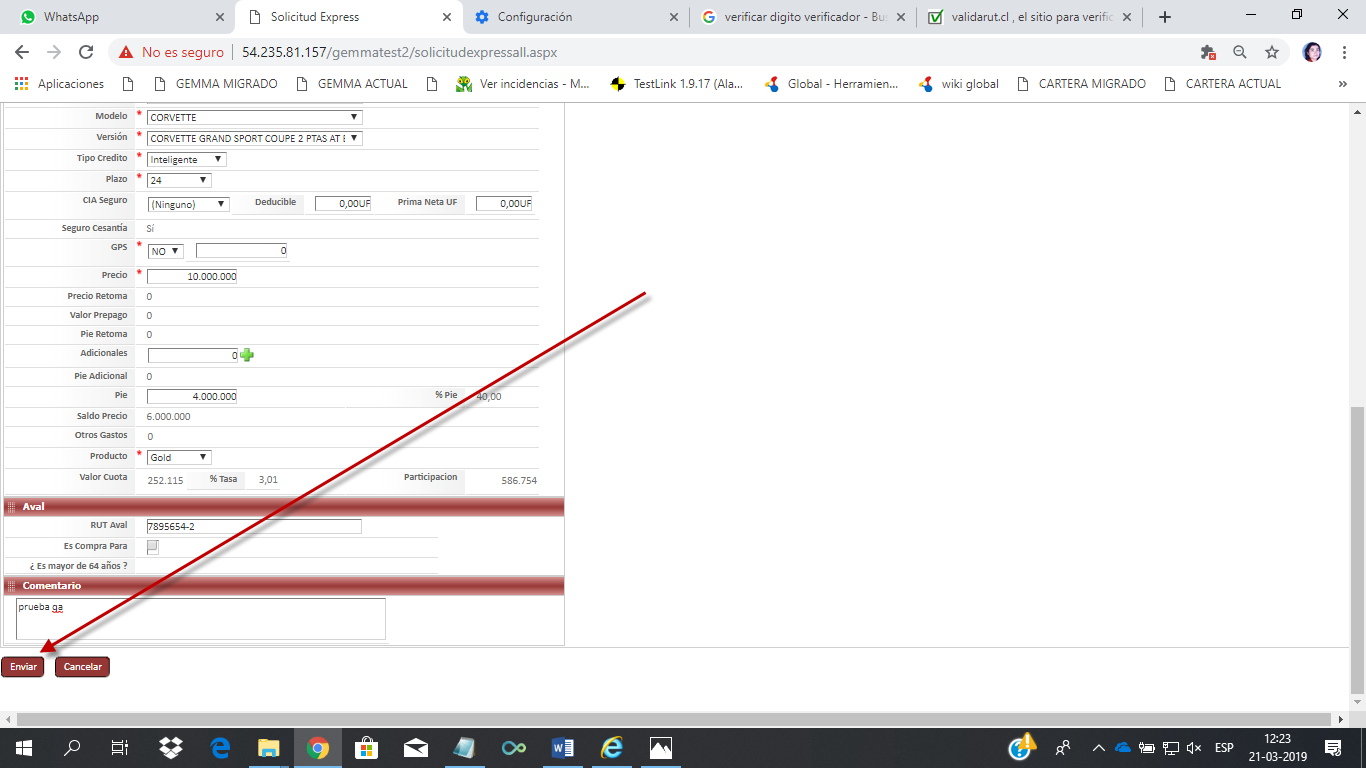 WhatsApp
Solicitud Express
Configuración
verificar digito verificador - Bus
validarut.cl , el sitio para verific
No es seguro | 54.235.81.157/gemmatest2/solicitudexpressall.aspx
Aplicaciones
GEMMA MIGRADO
GEMMA ACTUAL
Ver incidencias - M...
TestLink 1.9.17 (Ala...
Global - Herramien...
wiki global
CARTERA MIGRADO
CARTERA ACTUAL
»
Modelo * CORVETTE
Versión * CORVETTE GRAND SPORT COUPE 2 PTAS AT E
Tipo Credito * Inteligente
Plazo * 24
CIA Seguro (Ninguno) Deducible 0,00UF Prima Neta UF 0,00UF
Seguro Cesantía Sí
GPS * NO 0
Precio * 10.000.000
Precio Retoma 0
Valor Prepago 0
Pie Retoma 0
Adicionales 0
Pie Adicional 0
Pie 4.000.000 % Pie 40,00
Saldo Precio 6.000.000
Otros Gastos 0
Producto * Gold
Valor Cuota 252.115 % Tasa 3,01 Participacion 586.754
Aval
RUT Aval 7895654-2
Es Compra Para
¿ Es mayor de 64 años ?
Comentario
prueba qa
Enviar Cancelar
ESP
12:23
21-03-2019